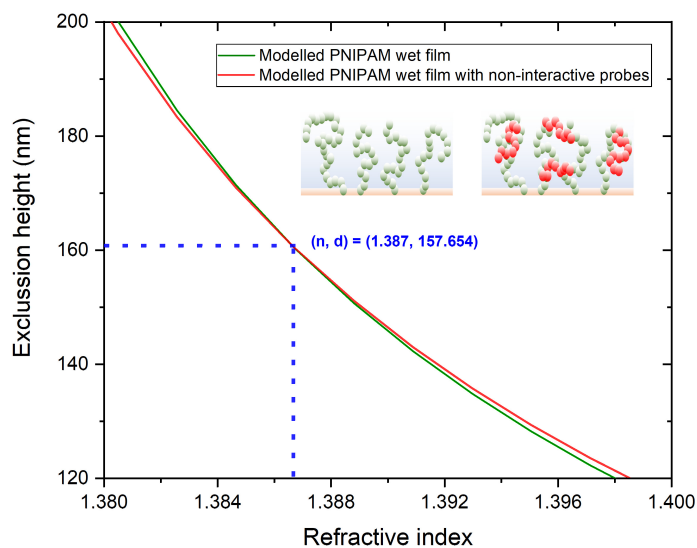 200
180
160
140
120
Exclussion height (nm)
Modelled PNIPAM wet film
Modelled PNIPAM wet film with non-interactive probes
(n, d) = (1.387, 157.654)
1.380 1.384 1.388 1.392 1.396 1.400
Refractive index